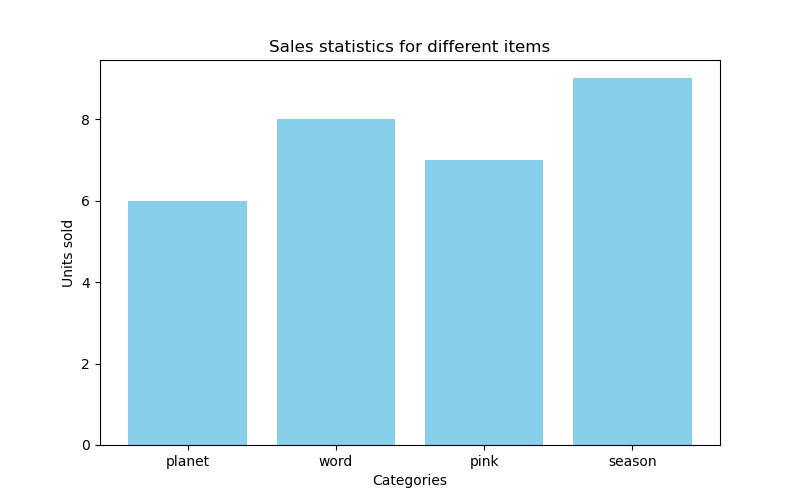 Sales statistics for different items
8
6
4
2
0
Units sold
planet word pink season
Categories